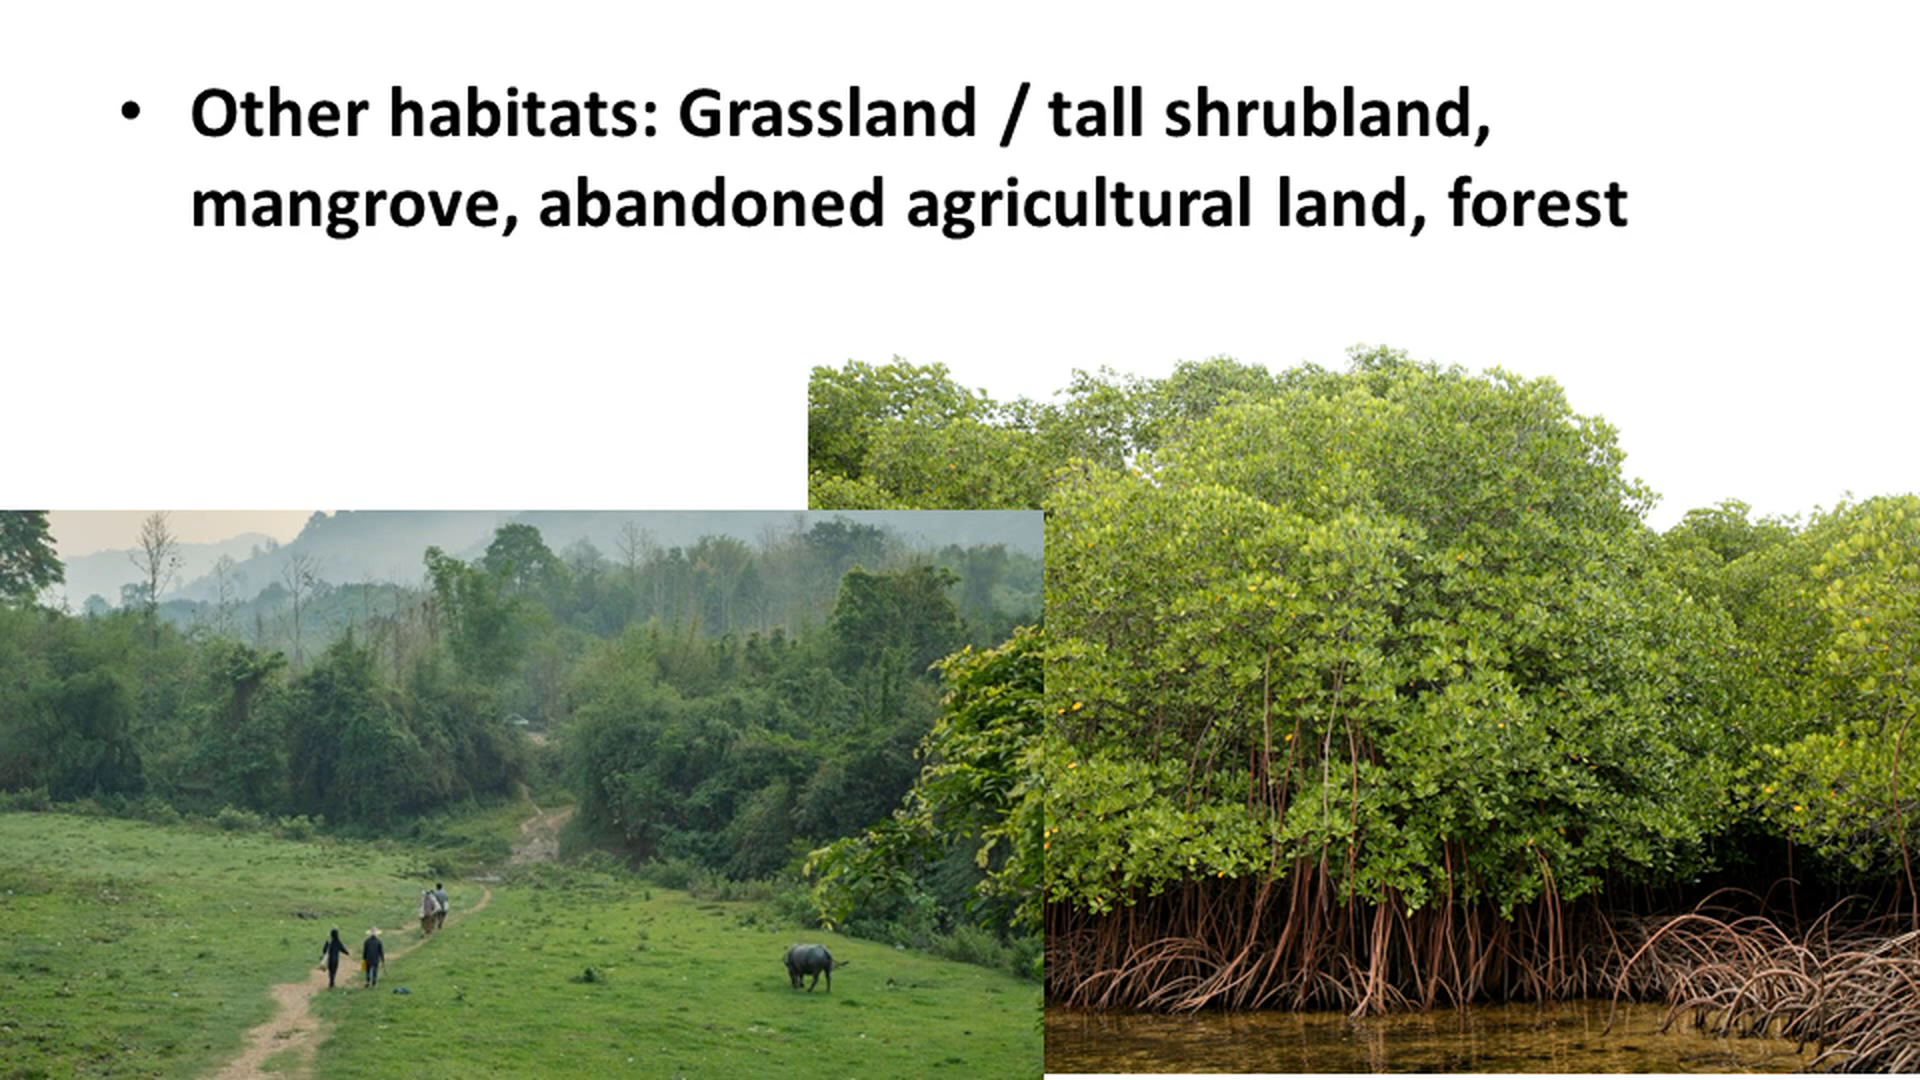 • Other habitats: Grassland / tall shrubland,
mangrove, abandoned agricultural land, forest